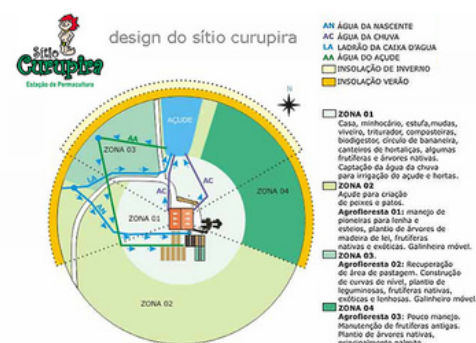 Sítio
Curupira
Estação de Permacultura
design do sítio curupira
AN ÁGUA DA NASCENTE
AC ÁGUA DA CHUVA
LA LADRÃO DA CAIXA D'AGUA
AA ÁGUA DO AÇUDE
INSOLAÇÃO DE INVERNO
INSOLAÇÃO VERÃO
N
ZONA 01
Casa, minhocário, estufa,mudas,
viveiro, triturador, composteiras,
biodigestor, círculo de bananeira,
canteiros de hortaliças, algumas
frutíferas e árvores nativas.
Captação da água da chuva
para irrigação do açude e hortas.
ZONA 02
Açude para criação
de peixes e patos.
Agrofloresta 01: manejo de
pioneiras para lenha e
esteios, plantio de árvores de
madeira de lei, frutíferas
nativas e exóticas. Galinheiro móvel.
ZONA 03.
Agrofloresta 02: Recuperação
de área de pastagem. Construção
de curvas de nível, plantio de
leguminosas, frutíferas nativas,
exóticas e lenhosas. Galinheiro móvel.
ZONA 04
Agrofloresta 03: Pouco manejo.
Manutenção de frutíferas antigas.
Plantio de árvores nativas,
principalmente palmito
AÇUDE
AA
ZONA 03
LA
AC
AC
ZONA 04
AN
ZONA 01
ZONA 02